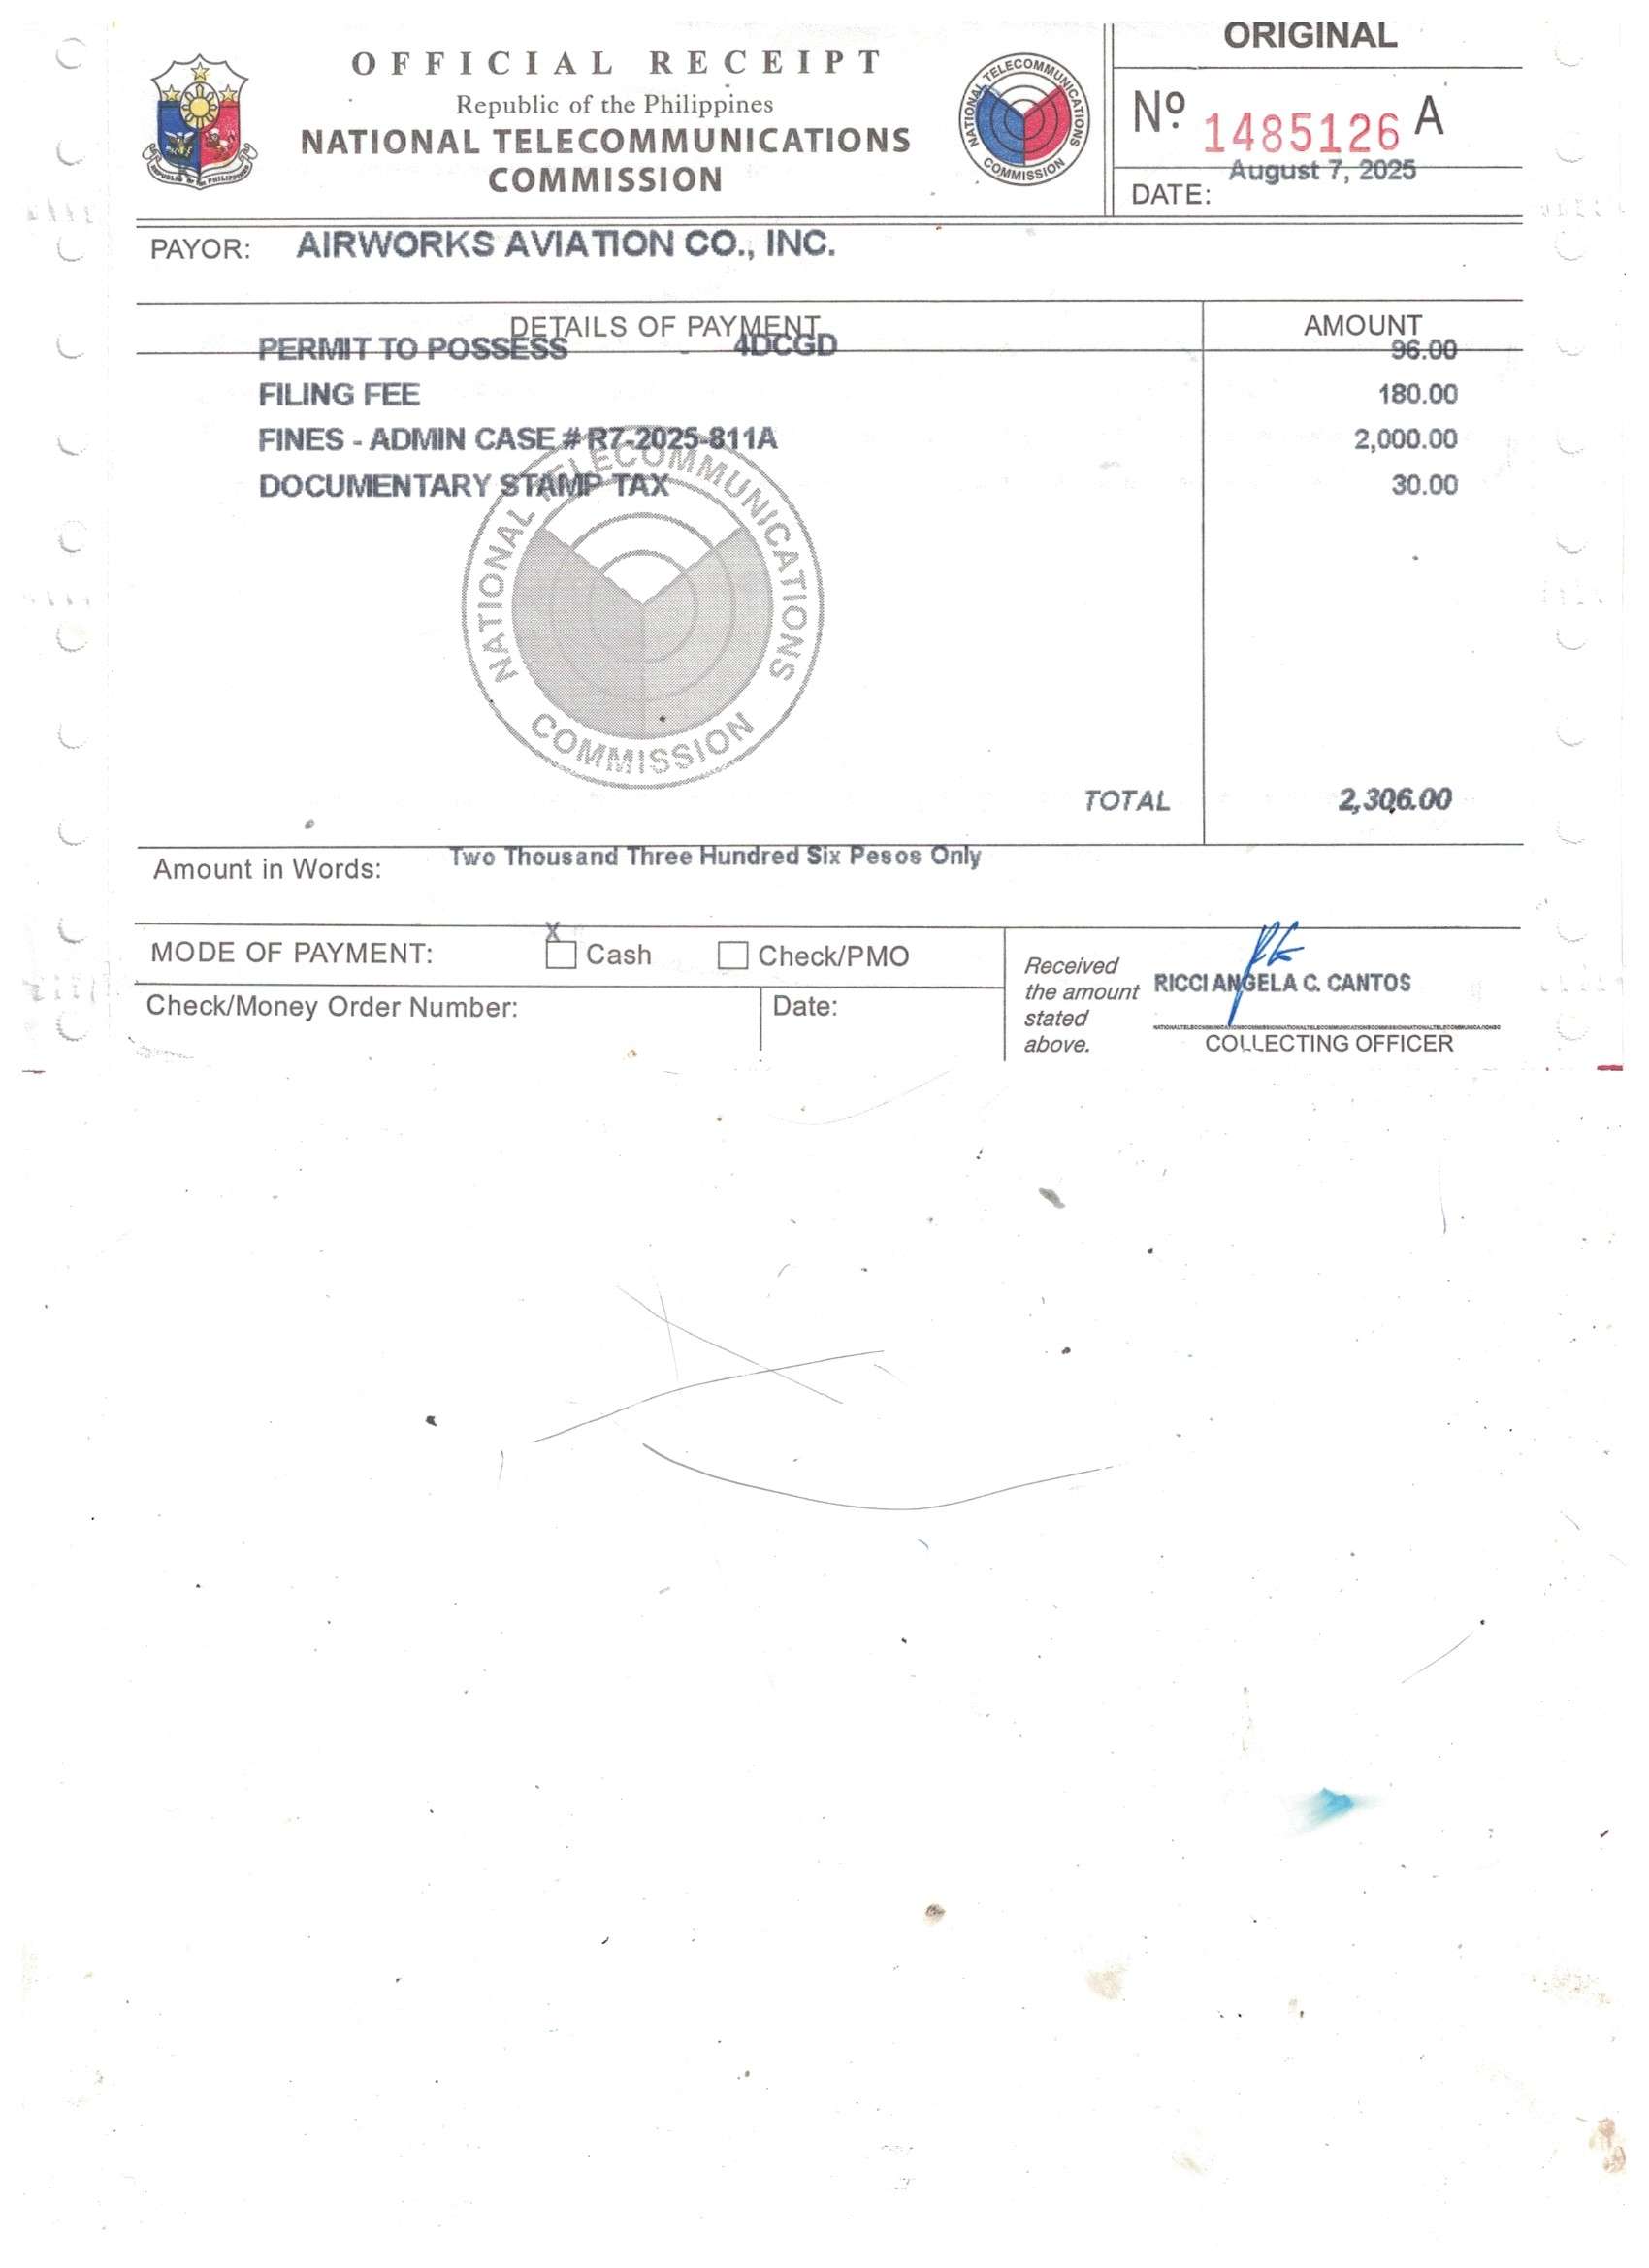 ORIGINAL
OFFICIAL RECEIPT
Republic of the Philippines
NATIONAL TELECOMMUNICATIONS
COMMISSION
REPUBLIC OF THE PHILIPPINES
NATIONAL TELECOMMUNICATIONS COMMISSION
Nº 1485126 A
DATE: August 7, 2025
PAYOR: AIRWORKS AVIATION CO., INC.
DETAILS OF PAYMENT AMOUNT
PERMIT TO POSSESS - 4DCGD 96.00
FILING FEE 180.00
FINES - ADMIN CASE # R7-2025-811A 2,000.00
DOCUMENTARY STAMP TAX 30.00
NATIONAL TELECOMMUNICATIONS COMMISSION
TOTAL 2,306.00
Amount in Words: Two Thousand Three Hundred Six Pesos Only
MODE OF PAYMENT: X Cash Check/PMO
Check/Money Order Number: Date:
Received
the amount
stated
above.
RICCI ANGELA C. CANTOS
COLLECTING OFFICER